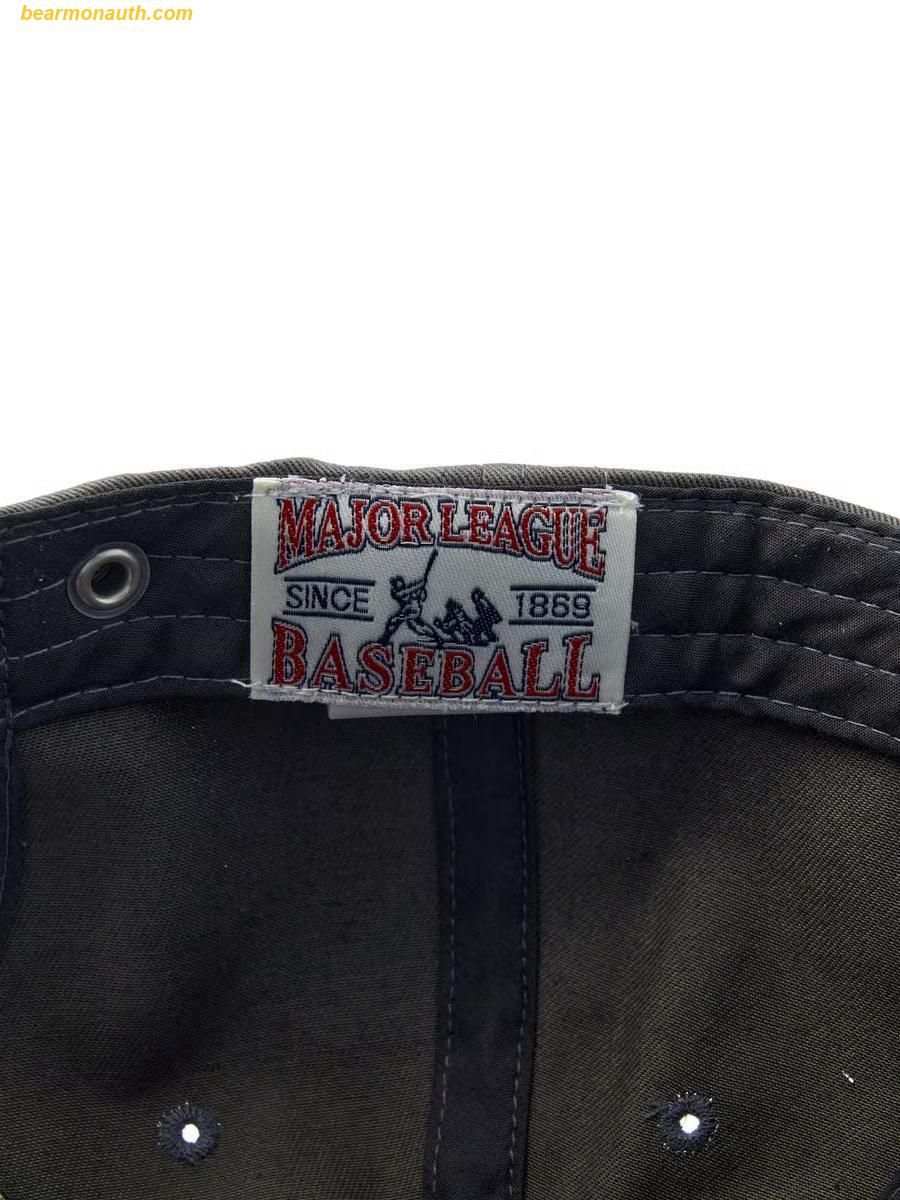 bearmonauth.com
MAJOR LEAGUE
SINCE 1869
BASEBALL